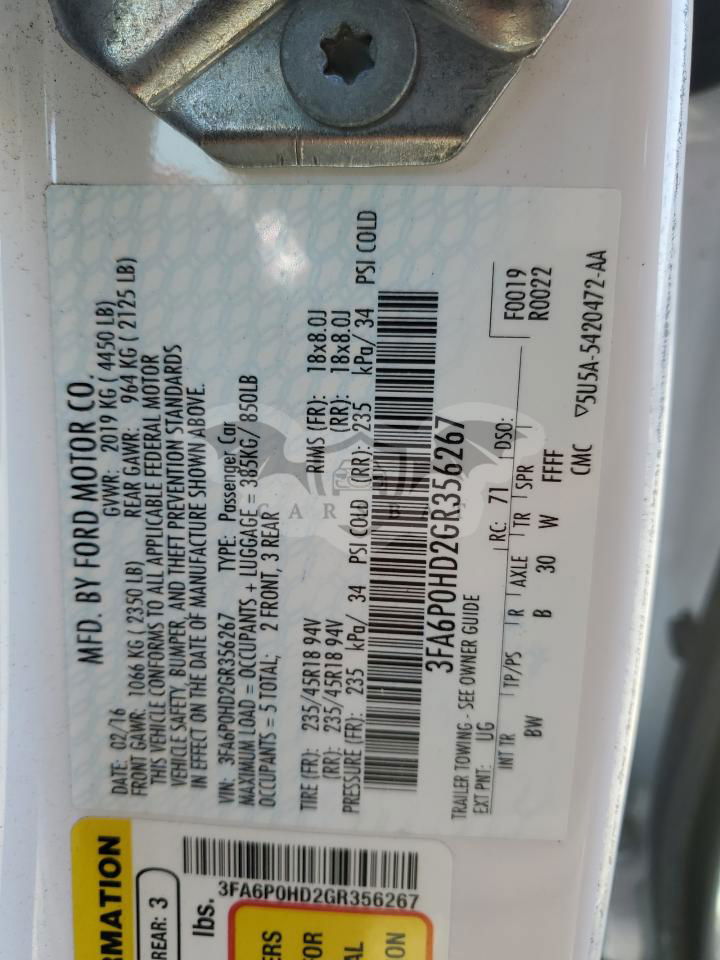 MFD. BY FORD MOTOR CO.
DATE: 02/16 GVWR: 2019 KG ( 4450 LB)
FRONT GAWR: 1066 KG ( 2350 LB) REAR GAWR: 964 KG ( 2125 LB)
THIS VEHICLE CONFORMS TO ALL APPLICABLE FEDERAL MOTOR
VEHICLE SAFETY, BUMPER, AND THEFT PREVENTION STANDARDS
IN EFFECT ON THE DATE OF MANUFACTURE SHOWN ABOVE.
VIN: 3FA6P0HD2GR356267 TYPE: Passenger Car
MAXIMUM LOAD = OCCUPANTS + LUGGAGE = 385KG/ 850LB
OCCUPANTS = 5 TOTAL; 2 FRONT, 3 REAR
CAR BAT
TIRE (FR): 235/45R18 94V RIMS (FR): 18x8.0J
(RR): 235/45R18 94V (RR): 18x8.0J
PRESSURE (FR): 235 kPa/ 34 PSI COLD (RR): 235 kPa/ 34 PSI COLD
3FA6P0HD2GR356267
TRAILER TOWING - SEE OWNER GUIDE
EXT PNT: UG RC: 71 DSO: F0019
R0022
INT TR TP/PS R AXLE TR SPR
BW B 30 W FFFF
CMC ▽5U5A-5420472-AA
RMATION
REAR: 3
lbs.
3FA6P0HD2GR356267
ERS
FOR
AL
ON